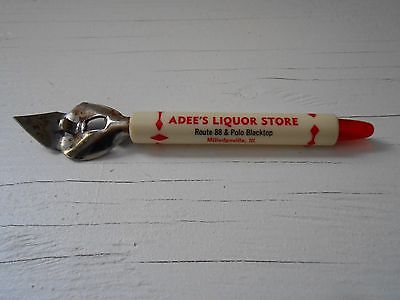 ADEE'S LIQUOR STORE
Route 88 & Polo Blacktop
Milledgeville, Ill.